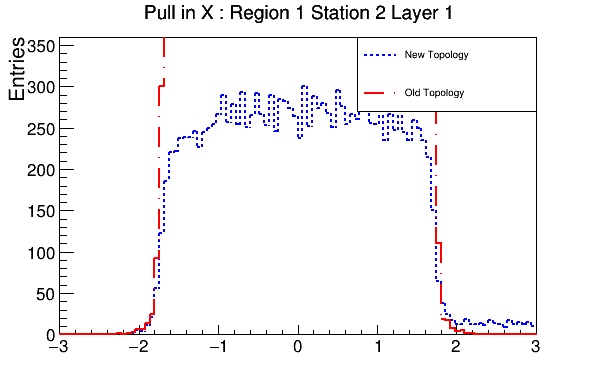 Pull in X : Region 1 Station 2 Layer 1
Entries
350
300
250
200
150
100
50
0
New Topology
Old Topology
−3 −2 −1 0 1 2 3